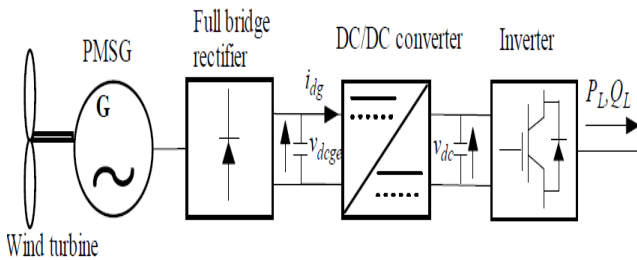 Full bridge
rectifier
DC/DC converter
Inverter
PMSG
G
i_dg
v_dcge
v_dc
P_L,Q_L
Wind turbine